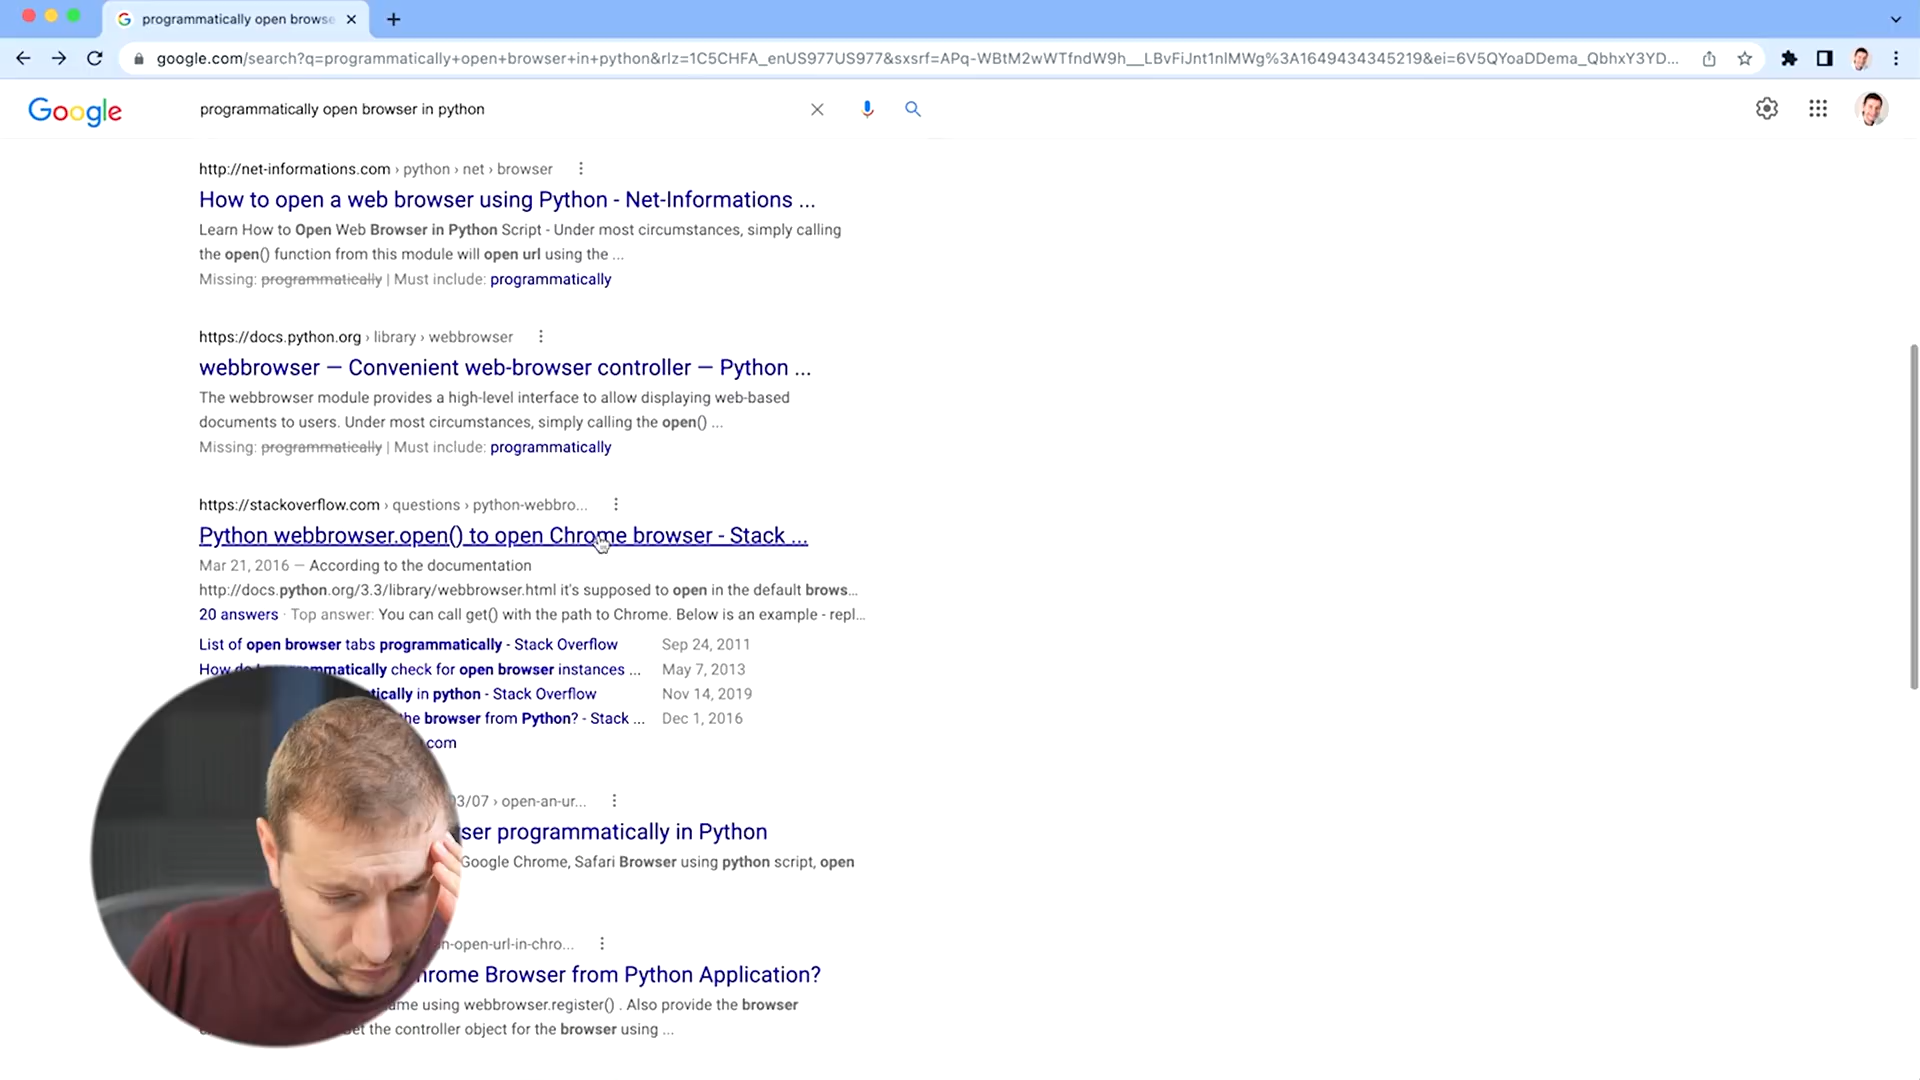 programmatically open browse
google.com/search?q=programmatically+open+browser+in+python&rlz=1C5CHFA_enUS977US977&sxsrf=APq-WBtM2wWTfndW9h__LBvFiJnt1nlMWg%3A1649434345219&ei=6V5QYoaDDema_QbhxY3YD...
Google
programmatically open browser in python
http://net-informations.com › python › net › browser
How to open a web browser using Python - Net-Informations ...
Learn How to Open Web Browser in Python Script - Under most circumstances, simply calling
the open() function from this module will open url using the ...
Missing: programmatically | Must include: programmatically
https://docs.python.org › library › webbrowser
webbrowser — Convenient web-browser controller — Python ...
The webbrowser module provides a high-level interface to allow displaying web-based
documents to users. Under most circumstances, simply calling the open() ...
Missing: programmatically | Must include: programmatically
https://stackoverflow.com › questions › python-webbro...
Python webbrowser.open() to open Chrome browser - Stack ...
Mar 21, 2016 — According to the documentation
http://docs.python.org/3.3/library/webbrowser.html it's supposed to open in the default brows...
20 answers · Top answer: You can call get() with the path to Chrome. Below is an example - repl...
List of open browser tabs programmatically - Stack Overflow Sep 24, 2011
How do mmatically check for open browser instances ... May 7, 2013
tically in python - Stack Overflow Nov 14, 2019
the browser from Python? - Stack ... Dec 1, 2016
.com
03/07 › open-an-ur...
ser programmatically in Python
Google Chrome, Safari Browser using python script, open
n-open-url-in-chro...
hrome Browser from Python Application?
ame using webbrowser.register() . Also provide the browser
et the controller object for the browser using ...